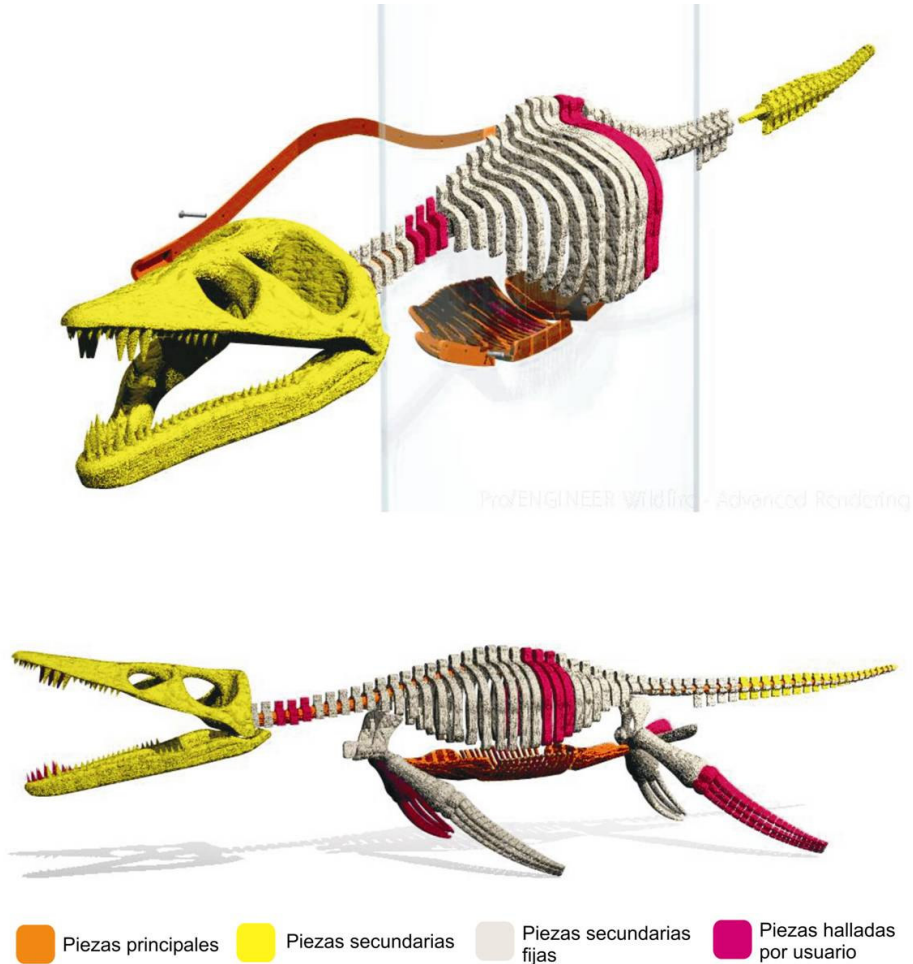 Pro/ENGINEER Wildfire - Advanced Rendering
Piezas principales
Piezas secundarias
Piezas secundarias
fijas
Piezas halladas
por usuario